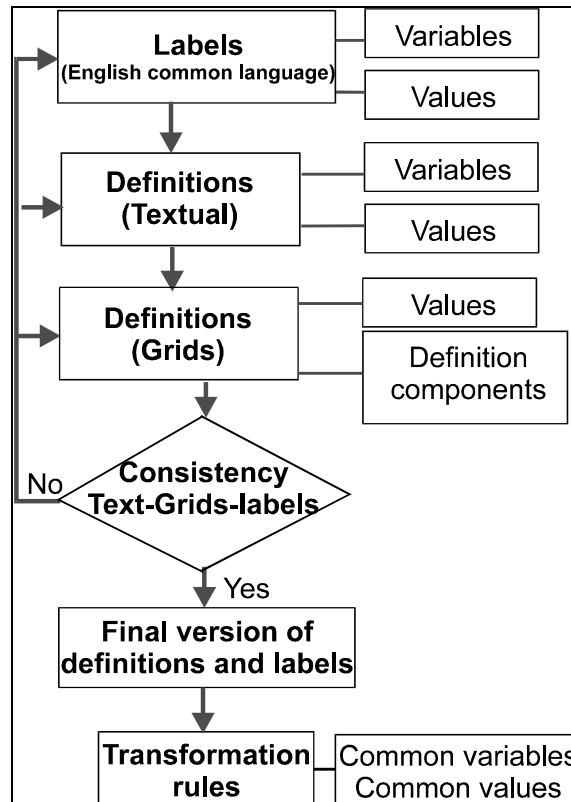 Labels
(English common language)
Variables
Values
Definitions
(Textual)
Variables
Values
Definitions
(Grids)
Values
Definition
components
Consistency
Text-Grids-labels
No
Yes
Final version of
definitions and labels
Transformation
rules
Common variables
Common values